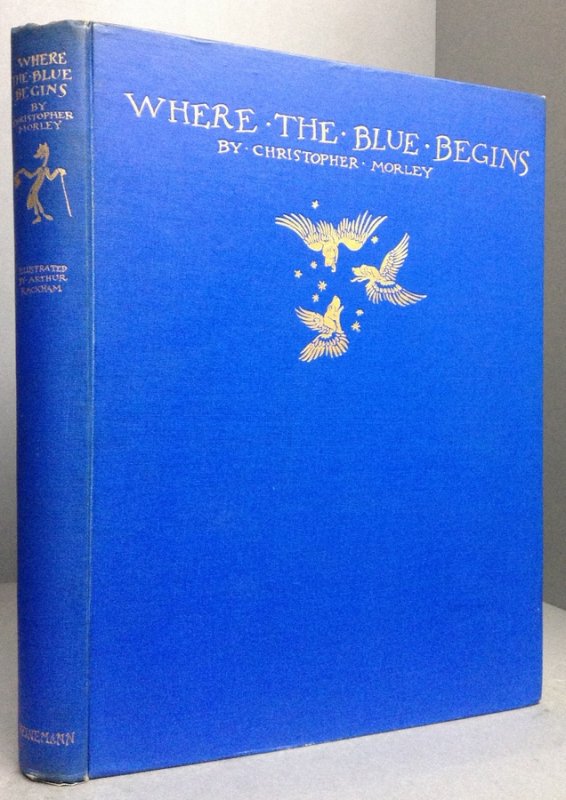 WHERE
THE·BLUE
BEGINS
BY
CHRISTOPHER
MORLEY
ILLUSTRATED
BY·ARTHUR
RACKHAM
HEINEMANN
WHERE·THE·BLUE·BEGINS
BY·CHRISTOPHER·MORLEY